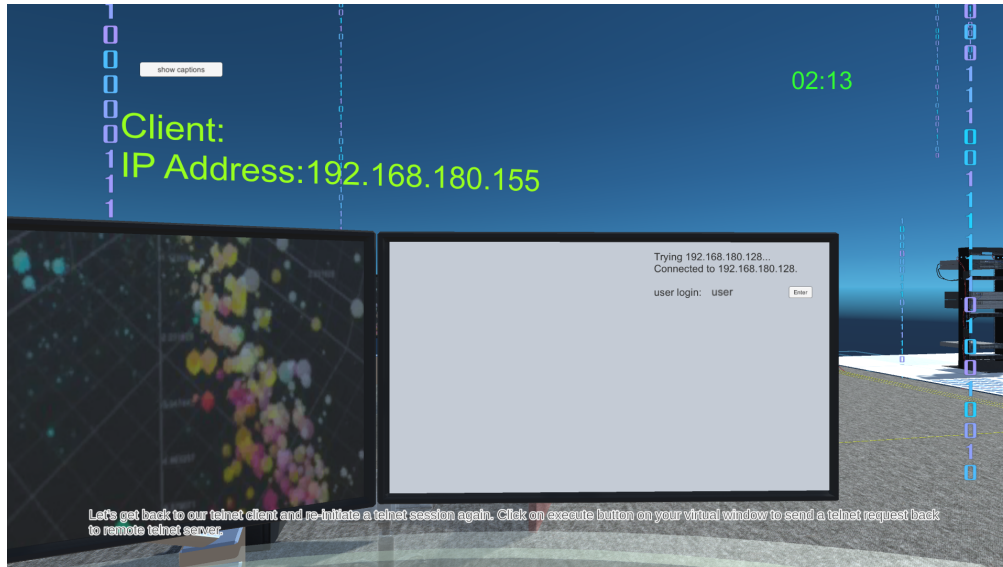 show captions
02:13
Client:
IP Address:192.168.180.155
Trying 192.168.180.128...
Connected to 192.168.180.128.
user login: user Enter
Let's get back to our telnet client and re-initiate a telnet session again. Click on execute button on your virtual window to send a telnet request back
to remote telnet server.